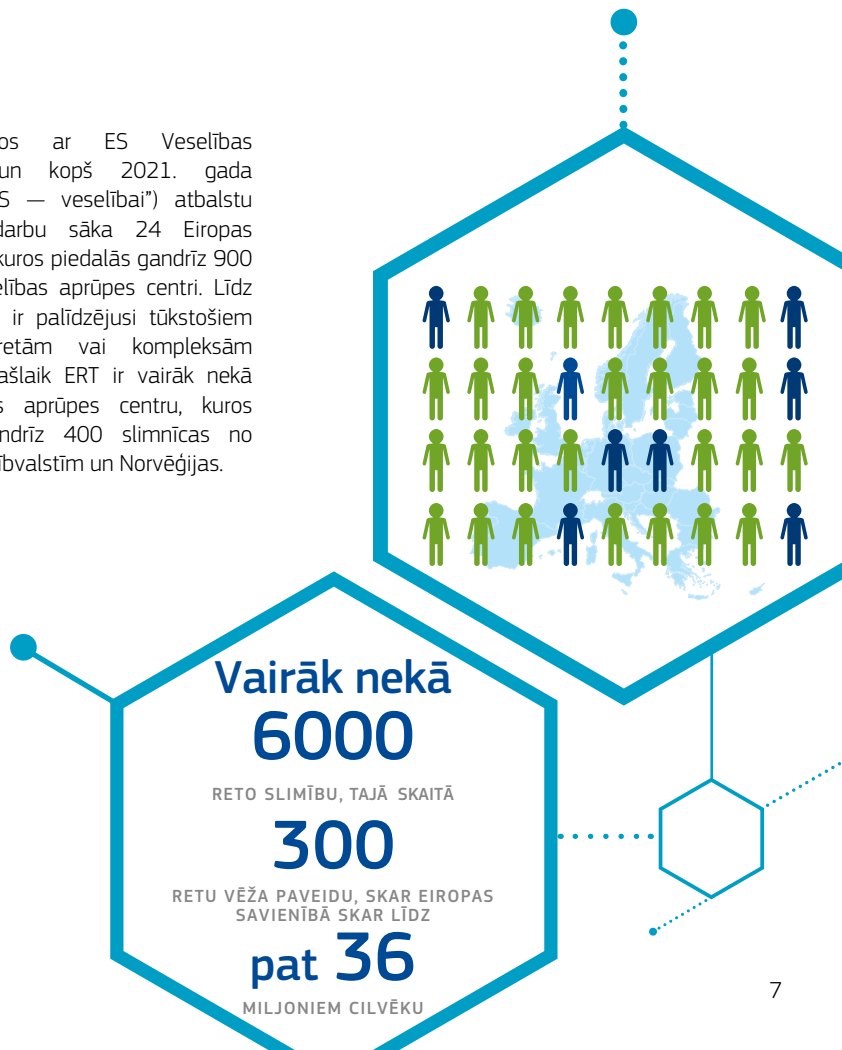 os ar ES Veselības
un kopš 2021. gada
S — veselībai”) atbalstu
darbu sāka 24 Eiropas
kuros piedalās gandrīz 900
elības aprūpes centri. Līdz
ir palīdzējusi tūkstošiem
retām vai kompleksām
ašlaik ERT ir vairāk nekā
s aprūpes centru, kuros
ndrīz 400 slimnīcas no
ībvalstīm un Norvēģijas.
Vairāk nekā
6000
RETO SLIMĪBU, TAJĀ SKAITĀ
300
RETU VĒŽA PAVEIDU, SKAR EIROPAS
SAVIENĪBĀ SKAR LĪDZ
pat 36
MILJONIEM CILVĒKU
7